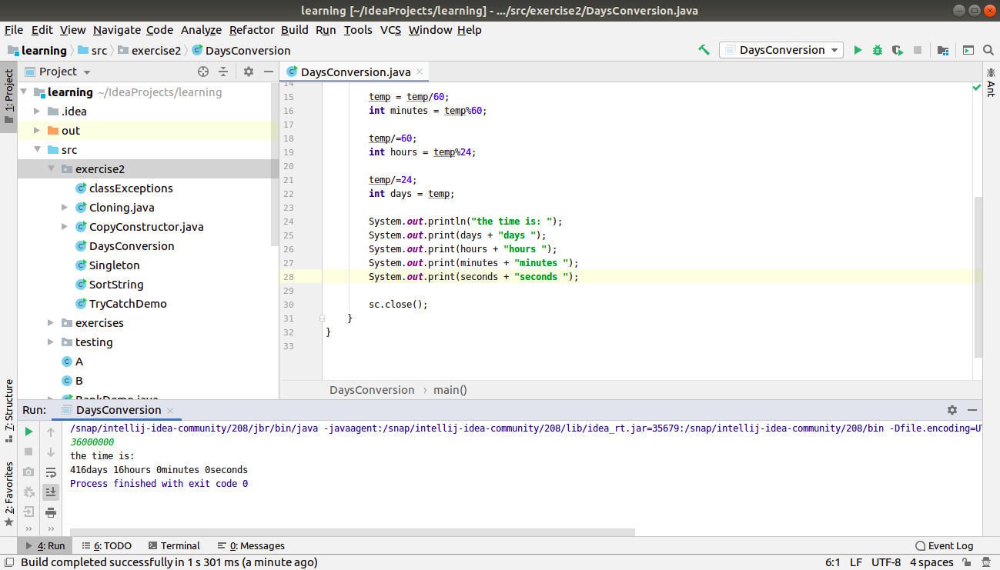 learning [~/IdeaProjects/learning] - .../src/exercise2/DaysConversion.java
File Edit View Navigate Code Analyze Refactor Build Run Tools VCS Window Help
learning src exercise2 DaysConversion
DaysConversion
1: Project
Project
DaysConversion.java
Ant
learning ~/IdeaProjects/learning
.idea
out
src
exercise2
classExceptions
Cloning.java
CopyConstructor.java
DaysConversion
Singleton
SortString
TryCatchDemo
exercises
testing
A
B
BankDemo.java
14
15 temp = temp/60;
16 int minutes = temp%60;
17
18 temp/=60;
19 int hours = temp%24;
20
21 temp/=24;
22 int days = temp;
23
24 System.out.println("the time is: ");
25 System.out.print(days + "days ");
26 System.out.print(hours + "hours ");
27 System.out.print(minutes + "minutes ");
28 System.out.print(seconds + "seconds ");
29
30 sc.close();
31 }
32 }
33
DaysConversion › main()
7: Structure
2: Favorites
Run: DaysConversion
/snap/intellij-idea-community/208/jbr/bin/java -javaagent:/snap/intellij-idea-community/208/lib/idea_rt.jar=35679:/snap/intellij-idea-community/208/bin -Dfile.encoding=UT
36000000
the time is:
416days 16hours 0minutes 0seconds
Process finished with exit code 0
4: Run 6: TODO Terminal 0: Messages Event Log
Build completed successfully in 1 s 301 ms (a minute ago) 6:1 LF UTF-8 4 spaces